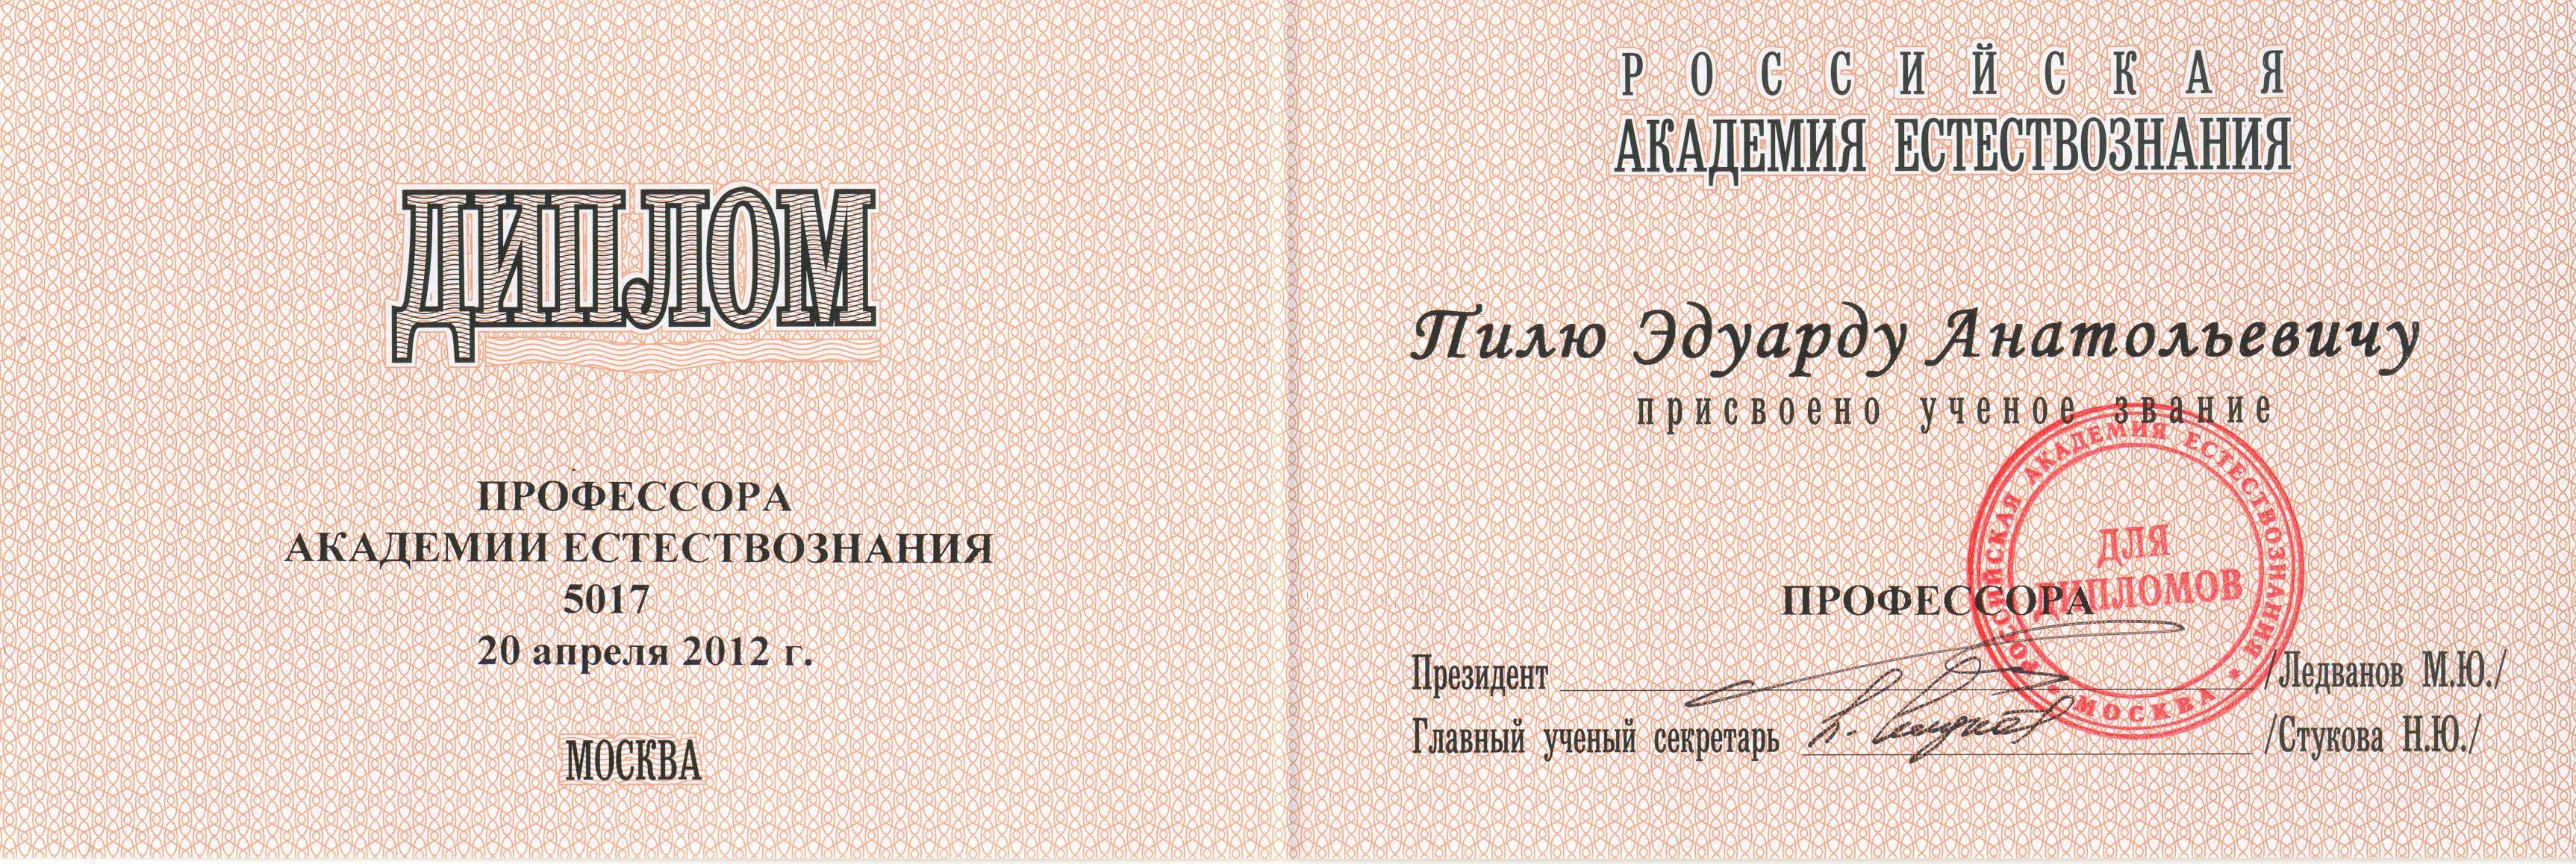 ДИПЛОМ
ПРОФЕССОРА
АКАДЕМИИ ЕСТЕСТВОЗНАНИЯ
5017
20 апреля 2012 г.
МОСКВА
РОССИЙСКАЯ
АКАДЕМИЯ ЕСТЕСТВОЗНАНИЯ
Пилю Эдуарду Анатольевичу
присвоено ученое звание
ПРОФЕССОРА
РОССИЙСКАЯ АКАДЕМИЯ ЕСТЕСТВОЗНАНИЯ * МОСКВА *
ДЛЯ
ДИПЛОМОВ
Президент /Ледванов М.Ю./
Главный ученый секретарь /Стукова Н.Ю./